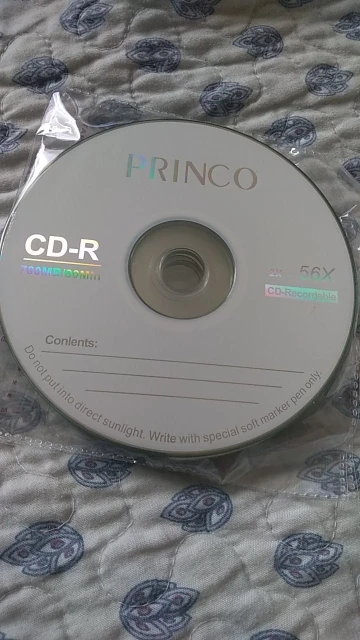 PRINCO
CD-R
700MB/80MIN
56X
CD-Recordable
Contents:
Do not put into direct sunlight. Write with special soft marker pen only.